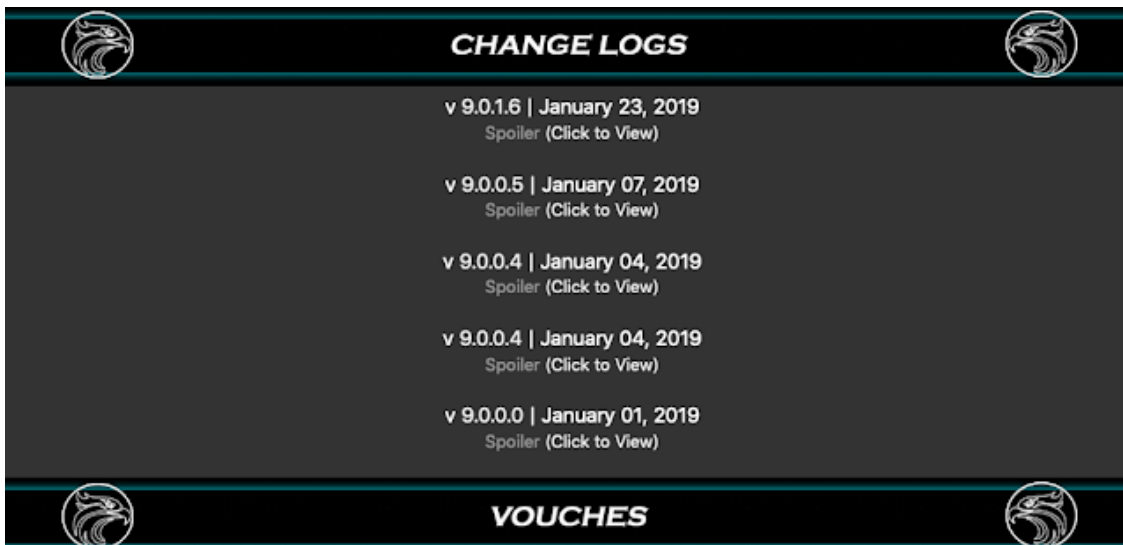 CHANGE LOGS
v 9.0.1.6 | January 23, 2019
Spoiler (Click to View)
v 9.0.0.5 | January 07, 2019
Spoiler (Click to View)
v 9.0.0.4 | January 04, 2019
Spoiler (Click to View)
v 9.0.0.4 | January 04, 2019
Spoiler (Click to View)
v 9.0.0.0 | January 01, 2019
Spoiler (Click to View)
VOUCHES